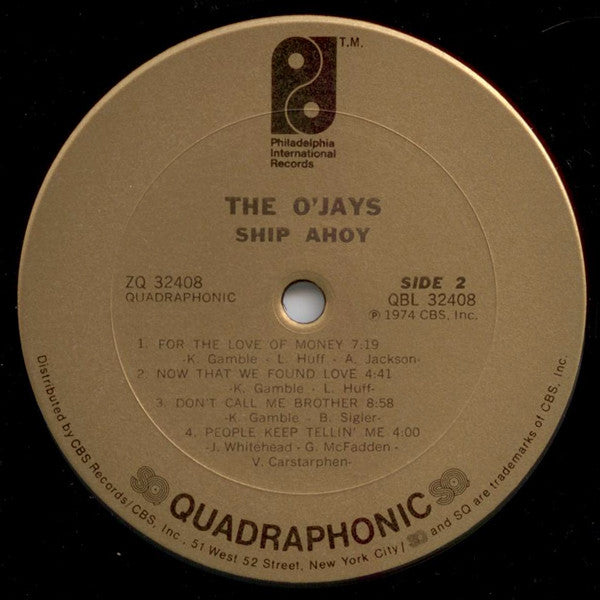 T.M.
Philadelphia
International
Records
THE O'JAYS
SHIP AHOY
ZQ 32408
QUADRAPHONIC
SIDE 2
QBL 32408
℗ 1974 CBS, Inc.
1. FOR THE LOVE OF MONEY 7:19
-K. Gamble - L. Huff - A. Jackson-
2. NOW THAT WE FOUND LOVE 4:41
-K. Gamble - L. Huff-
3. DON'T CALL ME BROTHER 8:58
-K. Gamble - B. Sigler-
4. PEOPLE KEEP TELLIN' ME 4:00
-J. Whitehead - G. McFadden -
V. Carstarphen-
SQ QUADRAPHONIC SQ
Distributed by CBS Records/CBS, Inc., 51 West 52 Street, New York City/ SQ and SQ are trademarks of CBS, Inc.